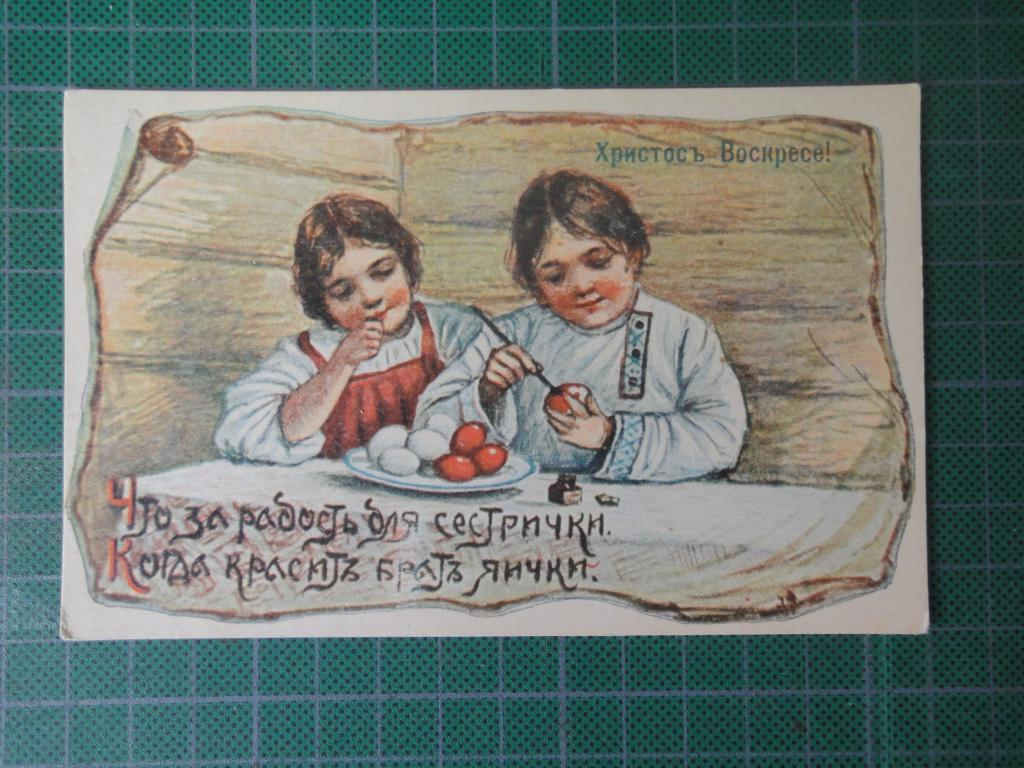 Христосъ Воскресе!
Что за радость для сестрички.
Когда краситъ братъ яички.